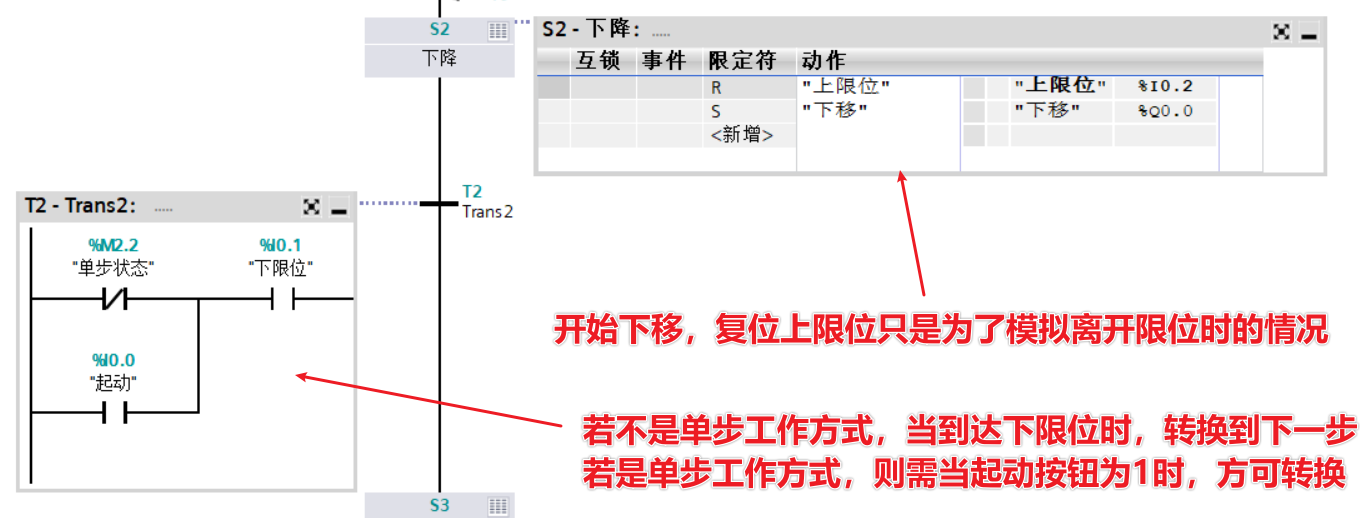 S2
下降
S2 - 下降: .....
互锁 事件 限定符 动作
R "上限位" "上限位" %I0.2
S "下移" "下移" %Q0.0
<新增>
T2
Trans2
T2 - Trans2: .....
%M2.2 %I0.1
"单步状态" "下限位"
%I0.0
"起动"
开始下移，复位上限位只是为了模拟离开限位时的情况
若不是单步工作方式，当到达下限位时，转换到下一步
若是单步工作方式，则需当起动按钮为1时，方可转换
S3